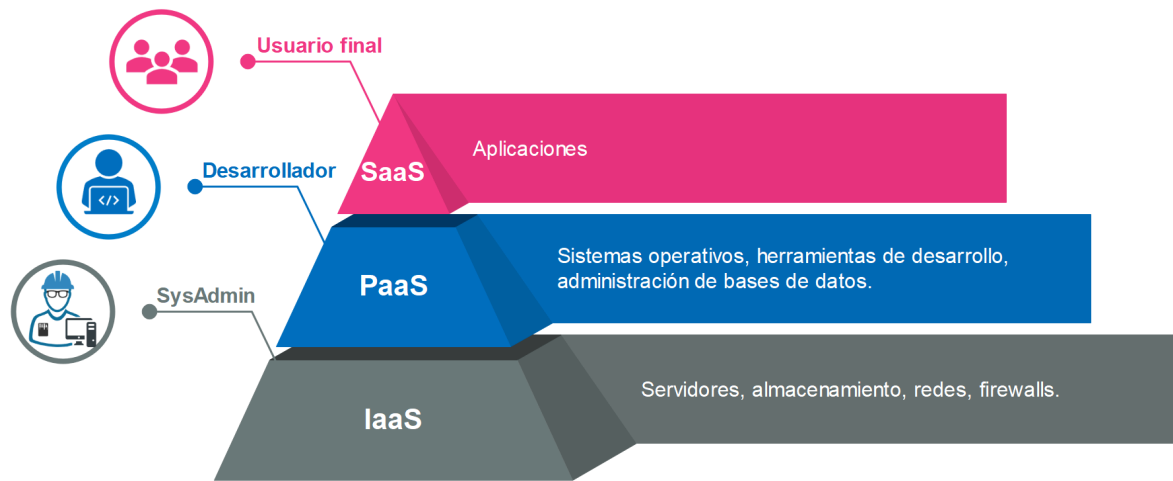 Usuario final
Aplicaciones
SaaS
Desarrollador
</>
Sistemas operativos, herramientas de desarrollo,
administración de bases de datos.
PaaS
SysAdmin
Servidores, almacenamiento, redes, firewalls.
IaaS